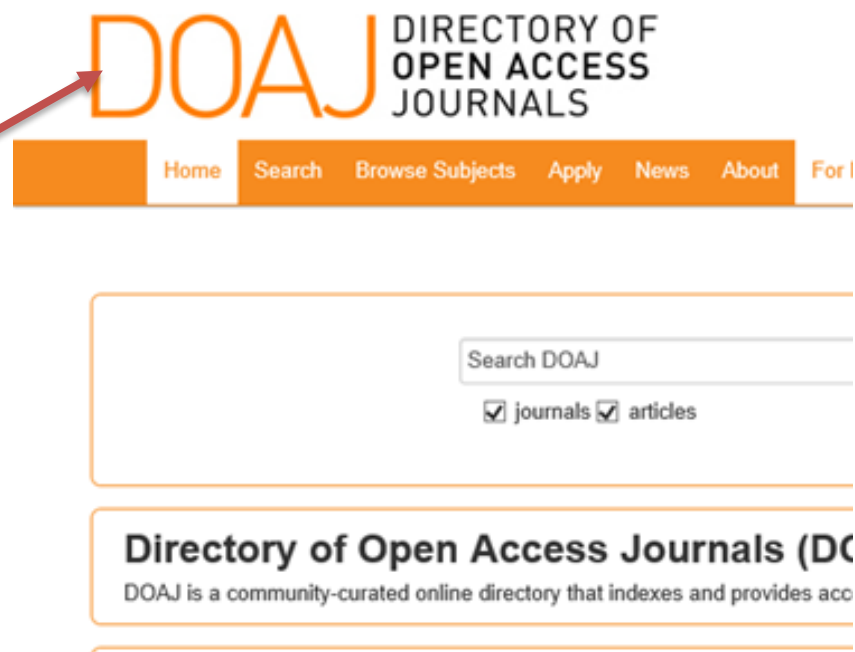 DOAJ DIRECTORY OF
OPEN ACCESS
JOURNALS
Home Search Browse Subjects Apply News About For
Search DOAJ
journals articles
Directory of Open Access Journals
DOAJ is a community-curated online directory that indexes and provides